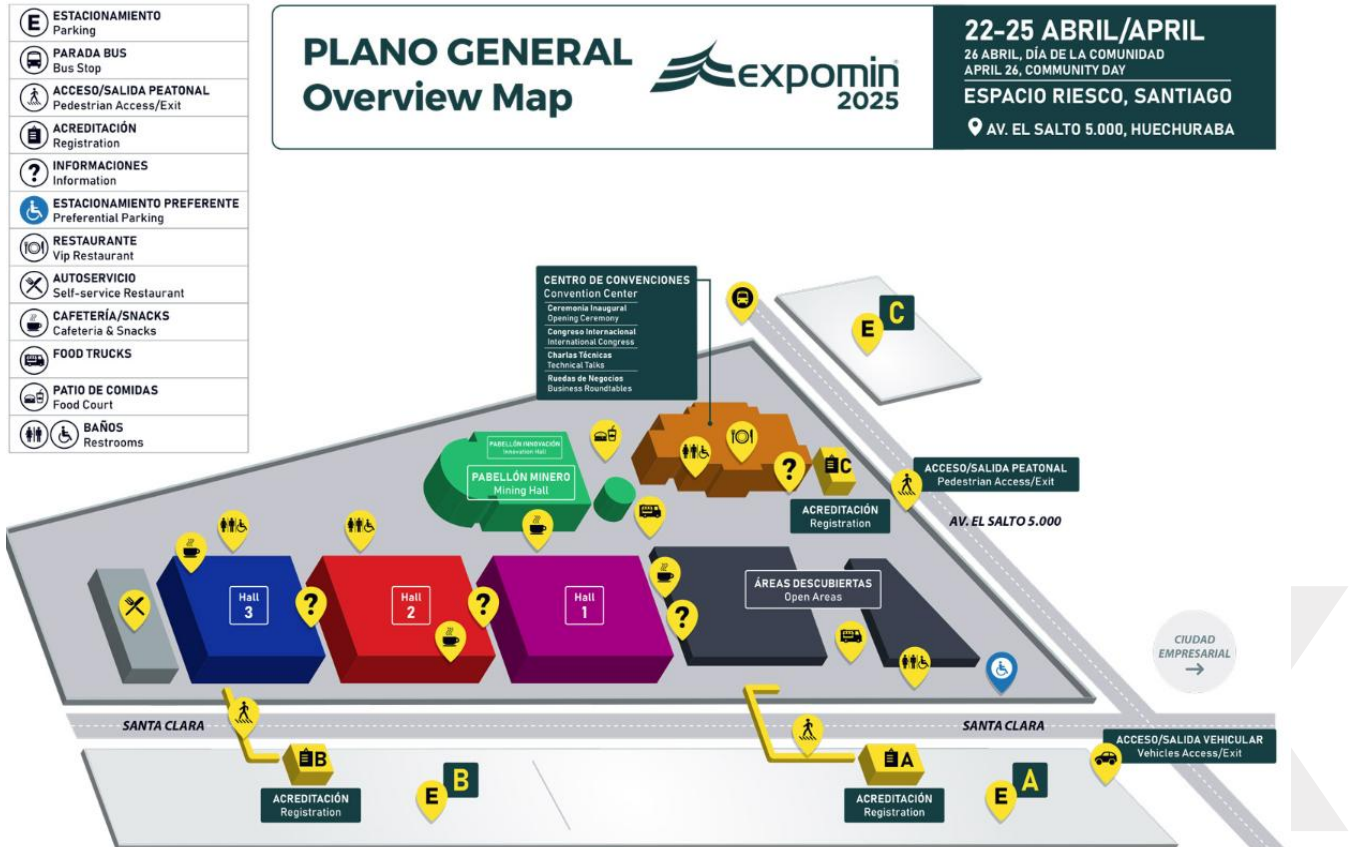 E
ESTACIONAMIENTO
Parking
PARADA BUS
Bus Stop
ACCESO/SALIDA PEATONAL
Pedestrian Access/Exit
ACREDITACIÓN
Registration
?
INFORMACIONES
Information
ESTACIONAMIENTO PREFERENTE
Preferential Parking
RESTAURANTE
Vip Restaurant
AUTOSERVICIO
Self-service Restaurant
CAFETERÍA/SNACKS
Cafeteria & Snacks
FOOD TRUCKS
PATIO DE COMIDAS
Food Court
BAÑOS
Restrooms
PLANO GENERAL
Overview Map
expomin
2025
22-25 ABRIL/APRIL
26 ABRIL, DÍA DE LA COMUNIDAD
APRIL 26, COMMUNITY DAY
ESPACIO RIESCO, SANTIAGO
AV. EL SALTO 5.000, HUECHURABA
CENTRO DE CONVENCIONES
Convention Center
Ceremonia Inaugural
Opening Ceremony
Congreso Internacional
International Congress
Charlas Técnicas
Technical Talks
Ruedas de Negocios
Business Roundtables
C
E
PABELLÓN INNOVACIÓN
Innovation Hall
PABELLÓN MINERO
Mining Hall
?
C
ACREDITACIÓN
Registration
ACCESO/SALIDA PEATONAL
Pedestrian Access/Exit
AV. EL SALTO 5.000
Hall
3
?
Hall
2
?
Hall
1
?
ÁREAS DESCUBIERTAS
Open Areas
CIUDAD
EMPRESARIAL
→
SANTA CLARA
SANTA CLARA
ACCESO/SALIDA VEHICULAR
Vehicles Access/Exit
B
ACREDITACIÓN
Registration
E
B
A
ACREDITACIÓN
Registration
E
A